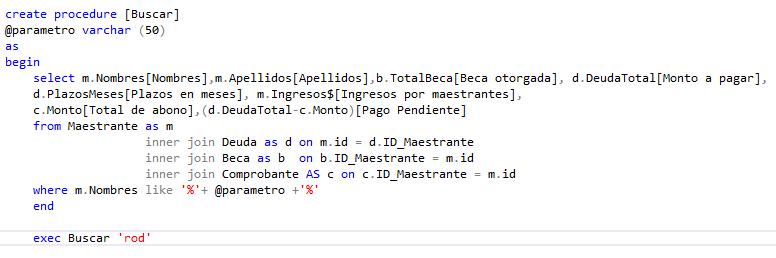 create procedure [Buscar]
@parametro varchar (50)
as
begin
select m.Nombres[Nombres],m.Apellidos[Apellidos],b.TotalBeca[Beca otorgada], d.DeudaTotal[Monto a pagar],
d.PlazosMeses[Plazos en meses], m.Ingresos$[Ingresos por maestrantes],
c.Monto[Total de abono],(d.DeudaTotal-c.Monto)[Pago Pendiente]
from Maestrante as m
inner join Deuda as d on m.id = d.ID_Maestrante
inner join Beca as b  on b.ID_Maestrante = m.id
inner join Comprobante AS c on c.ID_Maestrante = m.id
where m.Nombres like '%'+ @parametro +'%'
end
exec Buscar 'rod'